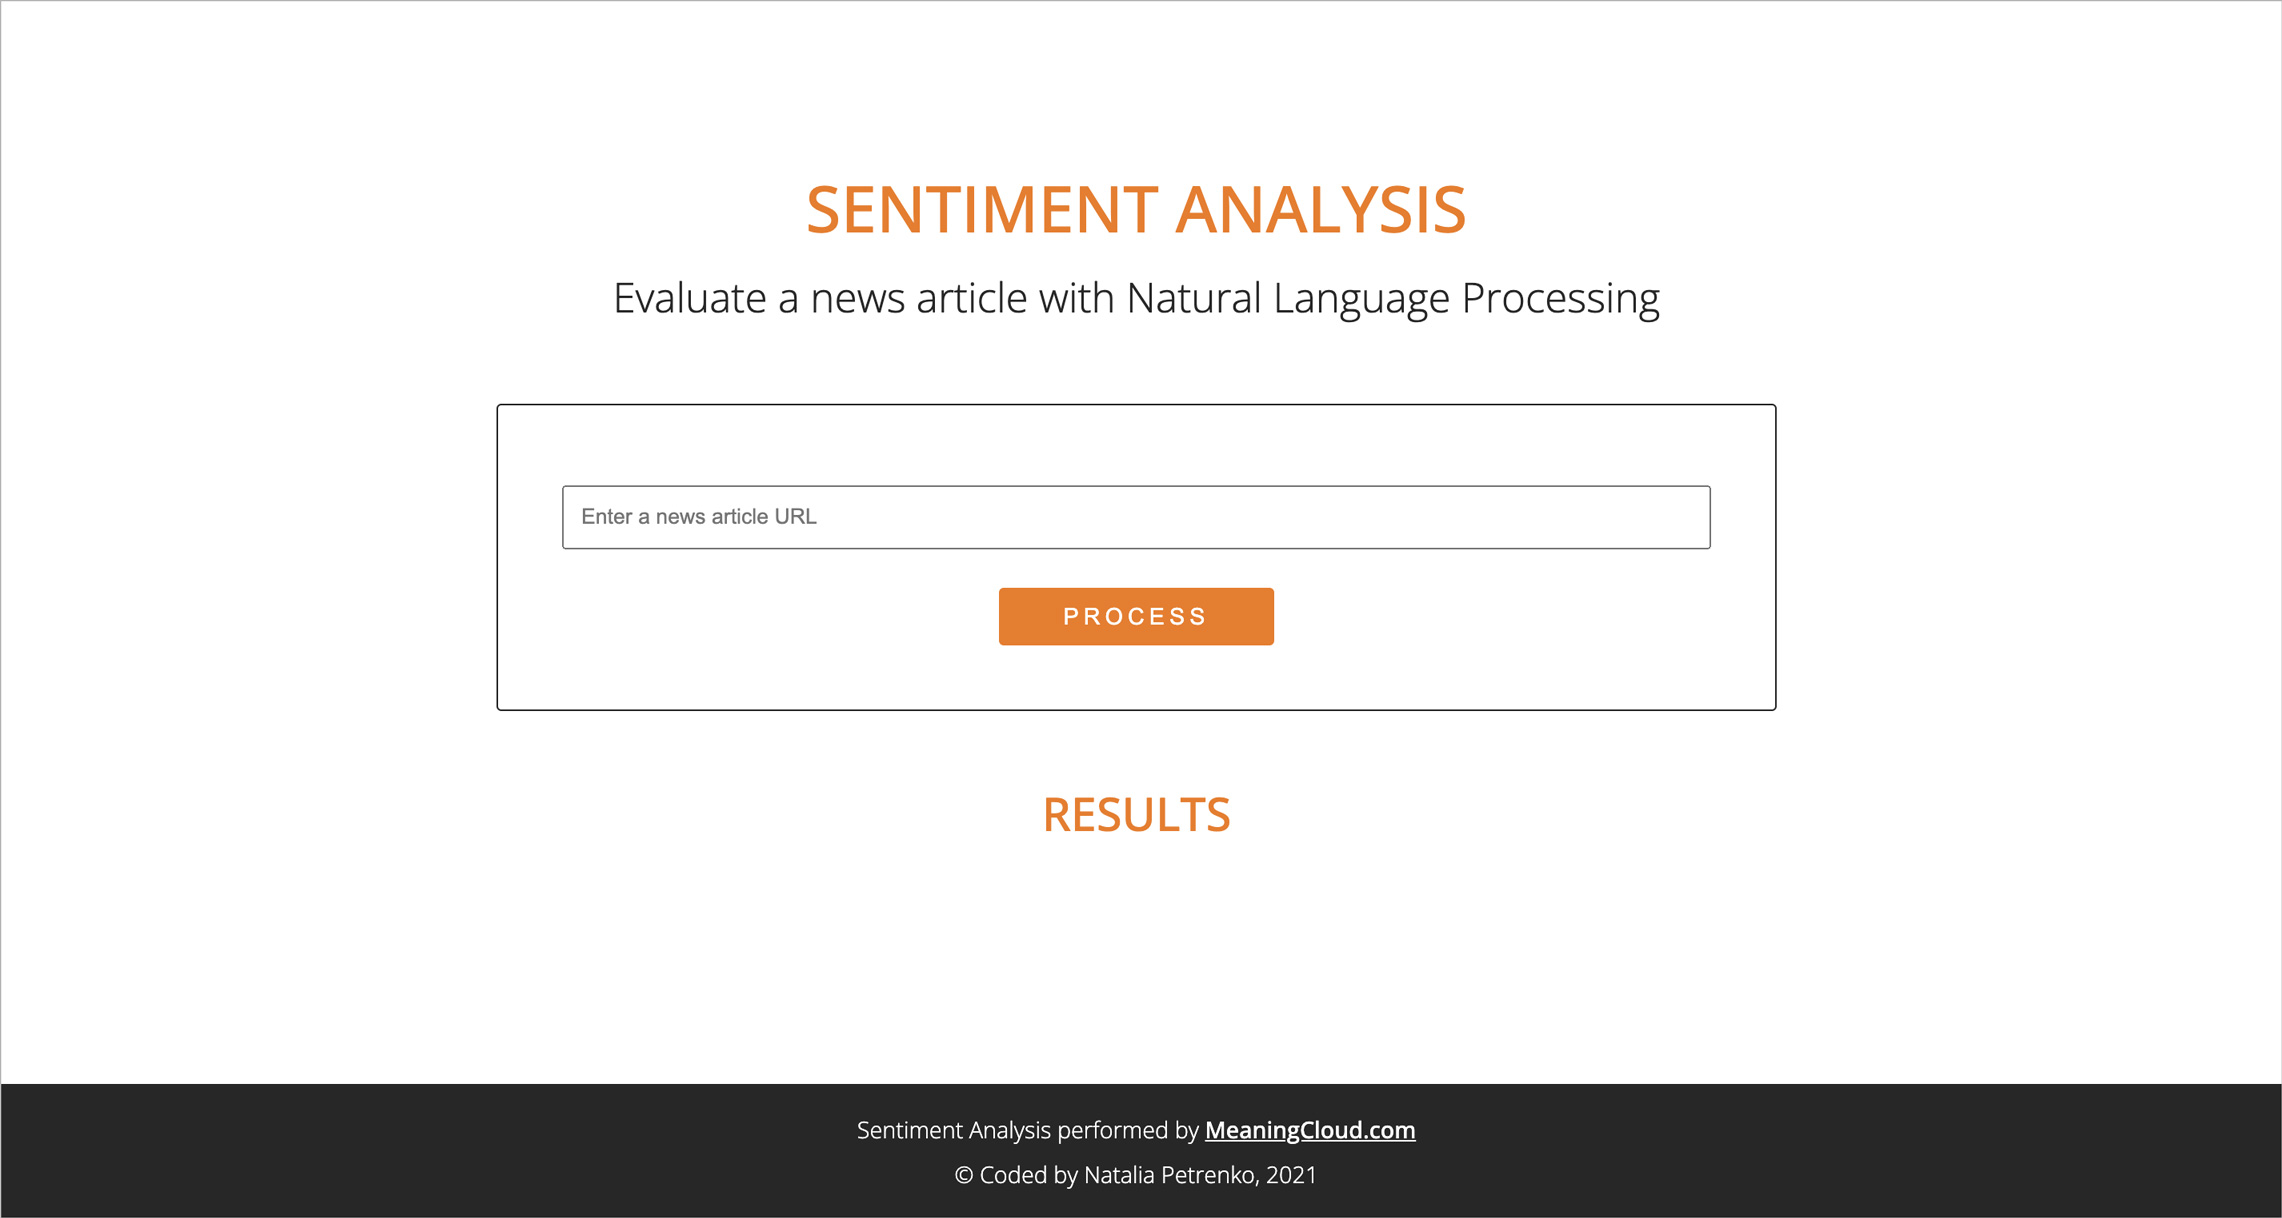 SENTIMENT ANALYSIS
Evaluate a news article with Natural Language Processing
Enter a news article URL
PROCESS
RESULTS
Sentiment Analysis performed by MeaningCloud.com
© Coded by Natalia Petrenko, 2021